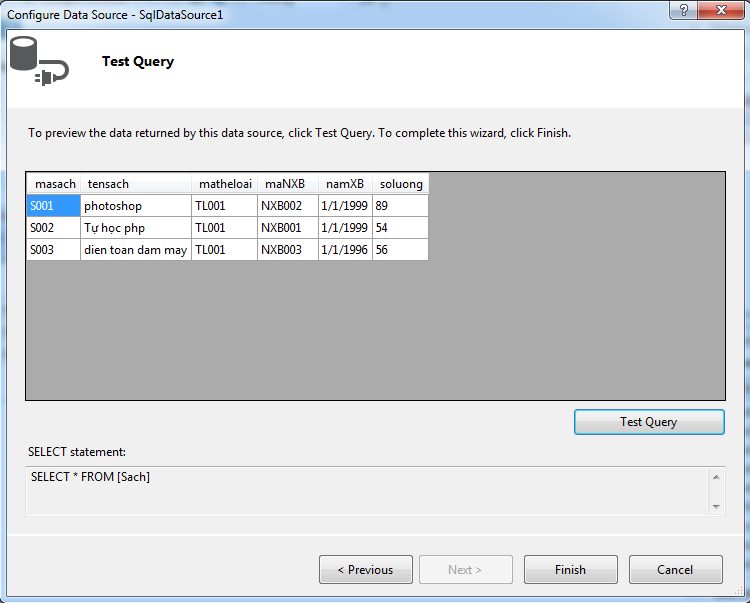 Configure Data Source - SqlDataSource1
Test Query
To preview the data returned by this data source, click Test Query. To complete this wizard, click Finish.
masach tensach matheloai maNXB namXB soluong
S001 photoshop TL001 NXB002 1/1/1999 89
S002 Tự học php TL001 NXB001 1/1/1999 54
S003 dien toan dam may TL001 NXB003 1/1/1996 56
Test Query
SELECT statement:
SELECT * FROM [Sach]
< Previous Next > Finish Cancel